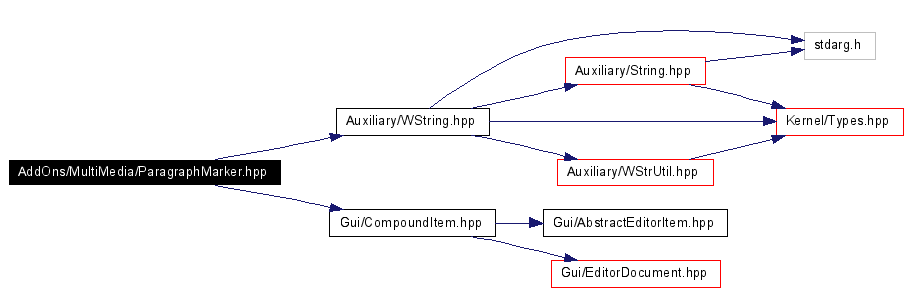 stdarg.h
Auxiliary/String.hpp
Auxiliary/WString.hpp
Kernel/Types.hpp
AddOns/MultiMedia/ParagraphMarker.hpp
Auxiliary/WStrUtil.hpp
Gui/CompoundItem.hpp
Gui/AbstractEditorItem.hpp
Gui/EditorDocument.hpp